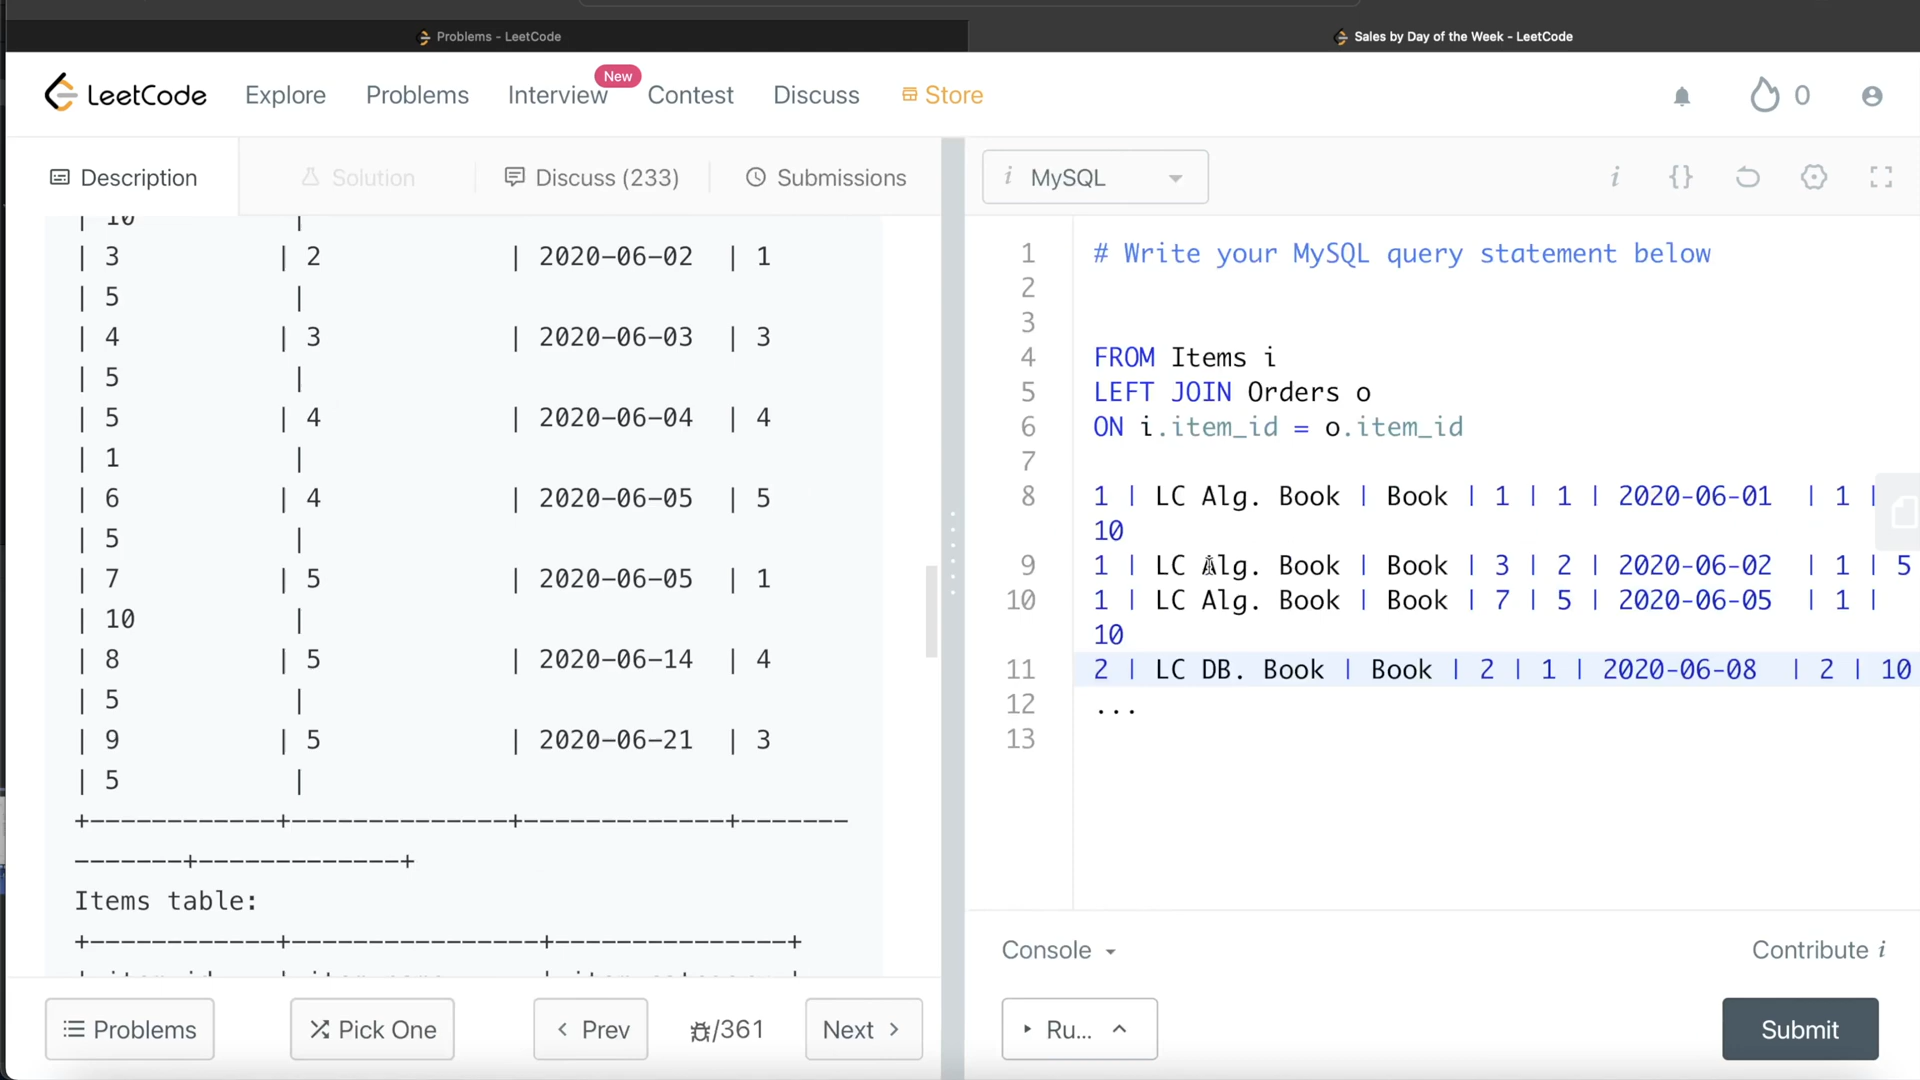 Problems - LeetCode
Sales by Day of the Week - LeetCode
LeetCode
Explore
Problems
Interview
New
Contest
Discuss
Store
0
Description
Solution
Discuss (233)
Submissions
| 10 |
| 3 | 2 | 2020-06-02 | 1
| 5 |
| 4 | 3 | 2020-06-03 | 3
| 5 |
| 5 | 4 | 2020-06-04 | 4
| 1 |
| 6 | 4 | 2020-06-05 | 5
| 5 |
| 7 | 5 | 2020-06-05 | 1
| 10 |
| 8 | 5 | 2020-06-14 | 4
| 5 |
| 9 | 5 | 2020-06-21 | 3
| 5 |
+------------+--------------+-------------+-------
-------+-------------+
Items table:
+------------+----------------+---------------+
Problems
Pick One
Prev
/361
Next
i MySQL
i {}
1 # Write your MySQL query statement below
2
3
4 FROM Items i
5 LEFT JOIN Orders o
6 ON i.item_id = o.item_id
7
8 1 | LC Alg. Book | Book | 1 | 1 | 2020-06-01 | 1 |
10
9 1 | LC Alg. Book | Book | 3 | 2 | 2020-06-02 | 1 | 5
10 1 | LC Alg. Book | Book | 7 | 5 | 2020-06-05 | 1 |
10
11 2 | LC DB. Book | Book | 2 | 1 | 2020-06-08 | 2 | 10
12 ...
13
Console
Contribute i
Ru...
Submit